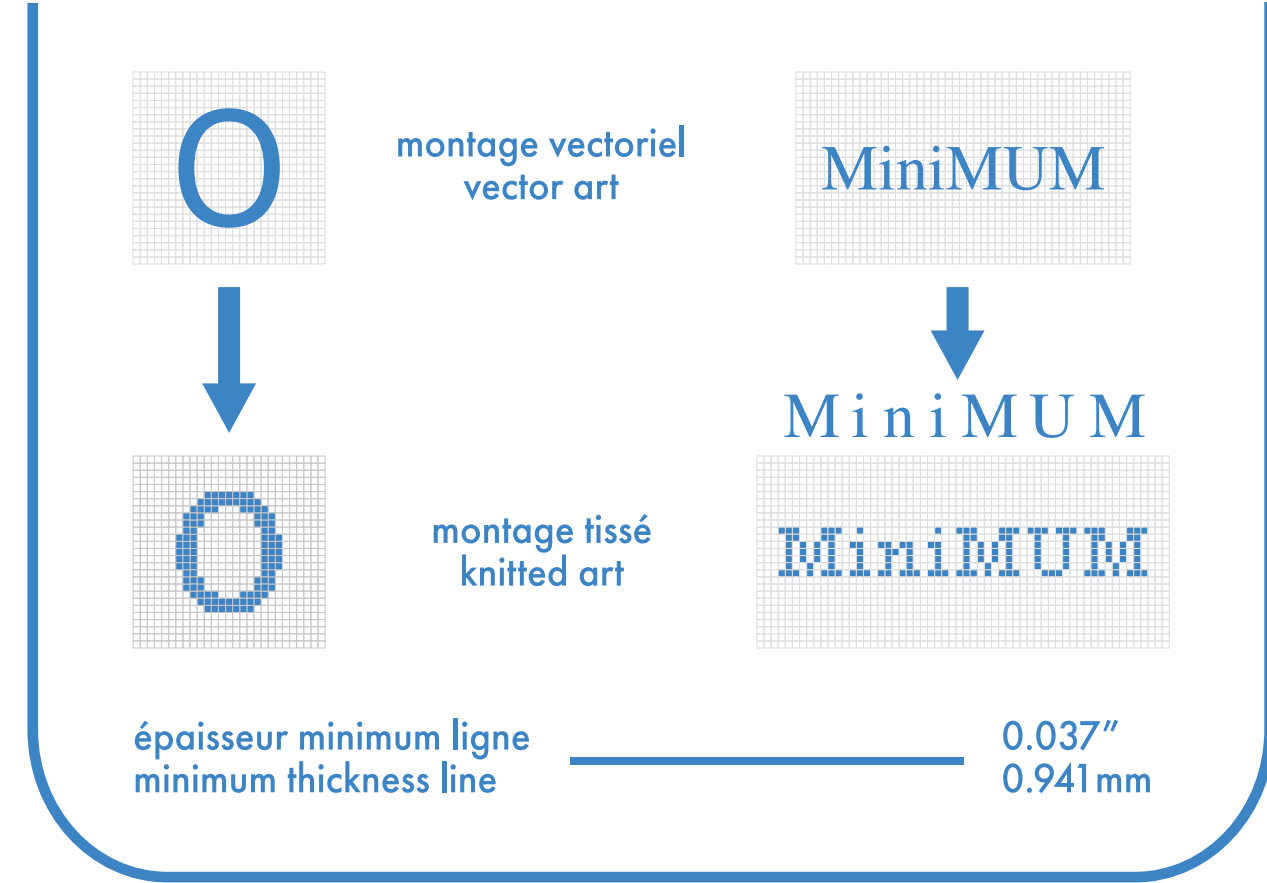 O
montage vectoriel
vector art
MiniMUM
MiniMUM
O
montage tissé
knitted art
MiniMUM
épaisseur minimum ligne
minimum thickness line
0.037"
0.941mm